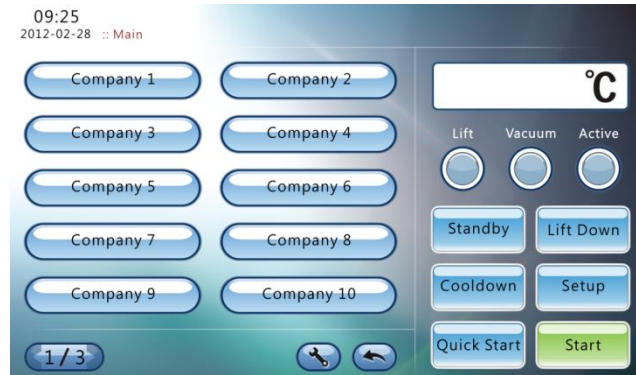 09:25
2012-02-28 :: Main
Company 1
Company 2
Company 3
Company 4
Company 5
Company 6
Company 7
Company 8
Company 9
Company 10
1/3
℃
Lift Vacuum Active
Standby
Lift Down
Cooldown
Setup
Quick Start
Start